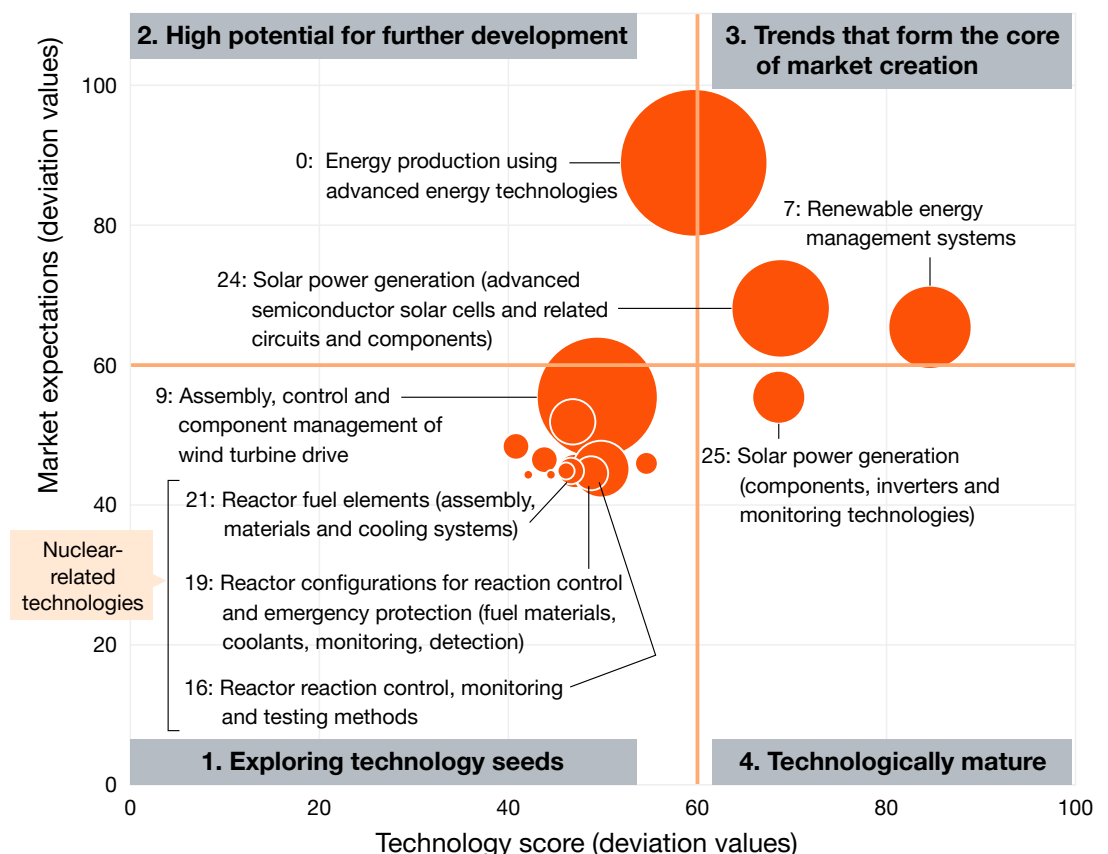 2. High potential for further development
3. Trends that form the core
of market creation
Market expectations (deviation values)
100
80
60
40
20
0
0: Energy production using
advanced energy technologies
7: Renewable energy
management systems
24: Solar power generation (advanced
semiconductor solar cells and related
circuits and components)
9: Assembly, control and
component management of
wind turbine drive
25: Solar power generation
(components, inverters and
monitoring technologies)
21: Reactor fuel elements (assembly,
materials and cooling systems)
Nuclear-
related
technologies
19: Reactor configurations for reaction control
and emergency protection (fuel materials,
coolants, monitoring, detection)
16: Reactor reaction control, monitoring
and testing methods
1. Exploring technology seeds
4. Technologically mature
0
20
40
60
80
100
Technology score (deviation values)